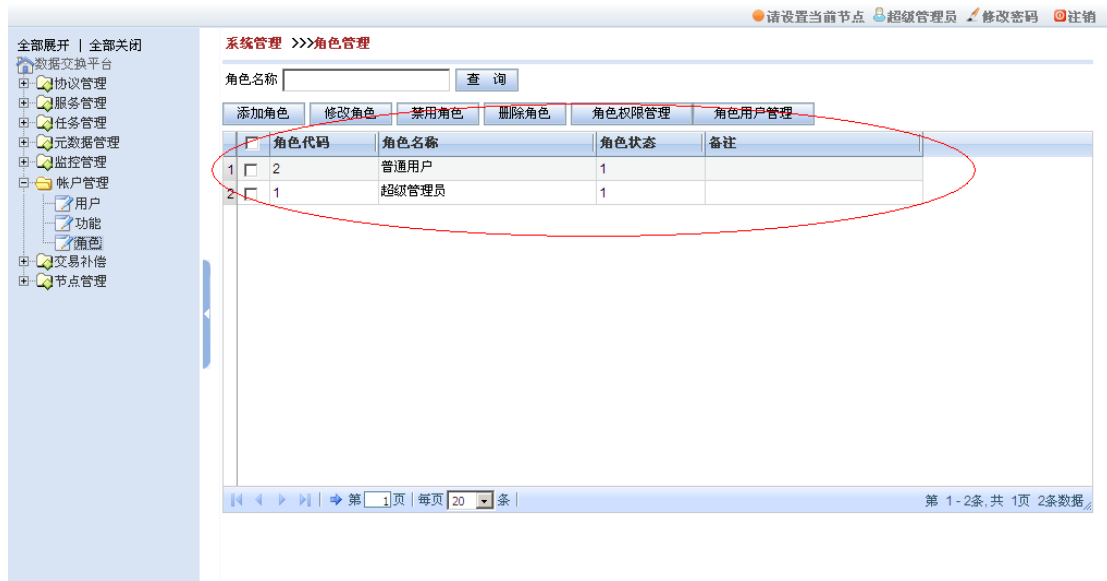 请设置当前节点 超级管理员 修改密码 注销
全部展开 | 全部关闭
数据交换平台
协议管理
服务管理
任务管理
元数据管理
监控管理
帐户管理
用户
功能
角色
交易补偿
节点管理
系统管理 >>>角色管理
角色名称 查 询
添加角色 修改角色 禁用角色 删除角色 角色权限管理 角色用户管理
角色代码 角色名称 角色状态 备注
1 2 普通用户 1
2 1 超级管理员 1
第 1 页 每页 20 条
第 1-2条,共 1页 2条数据